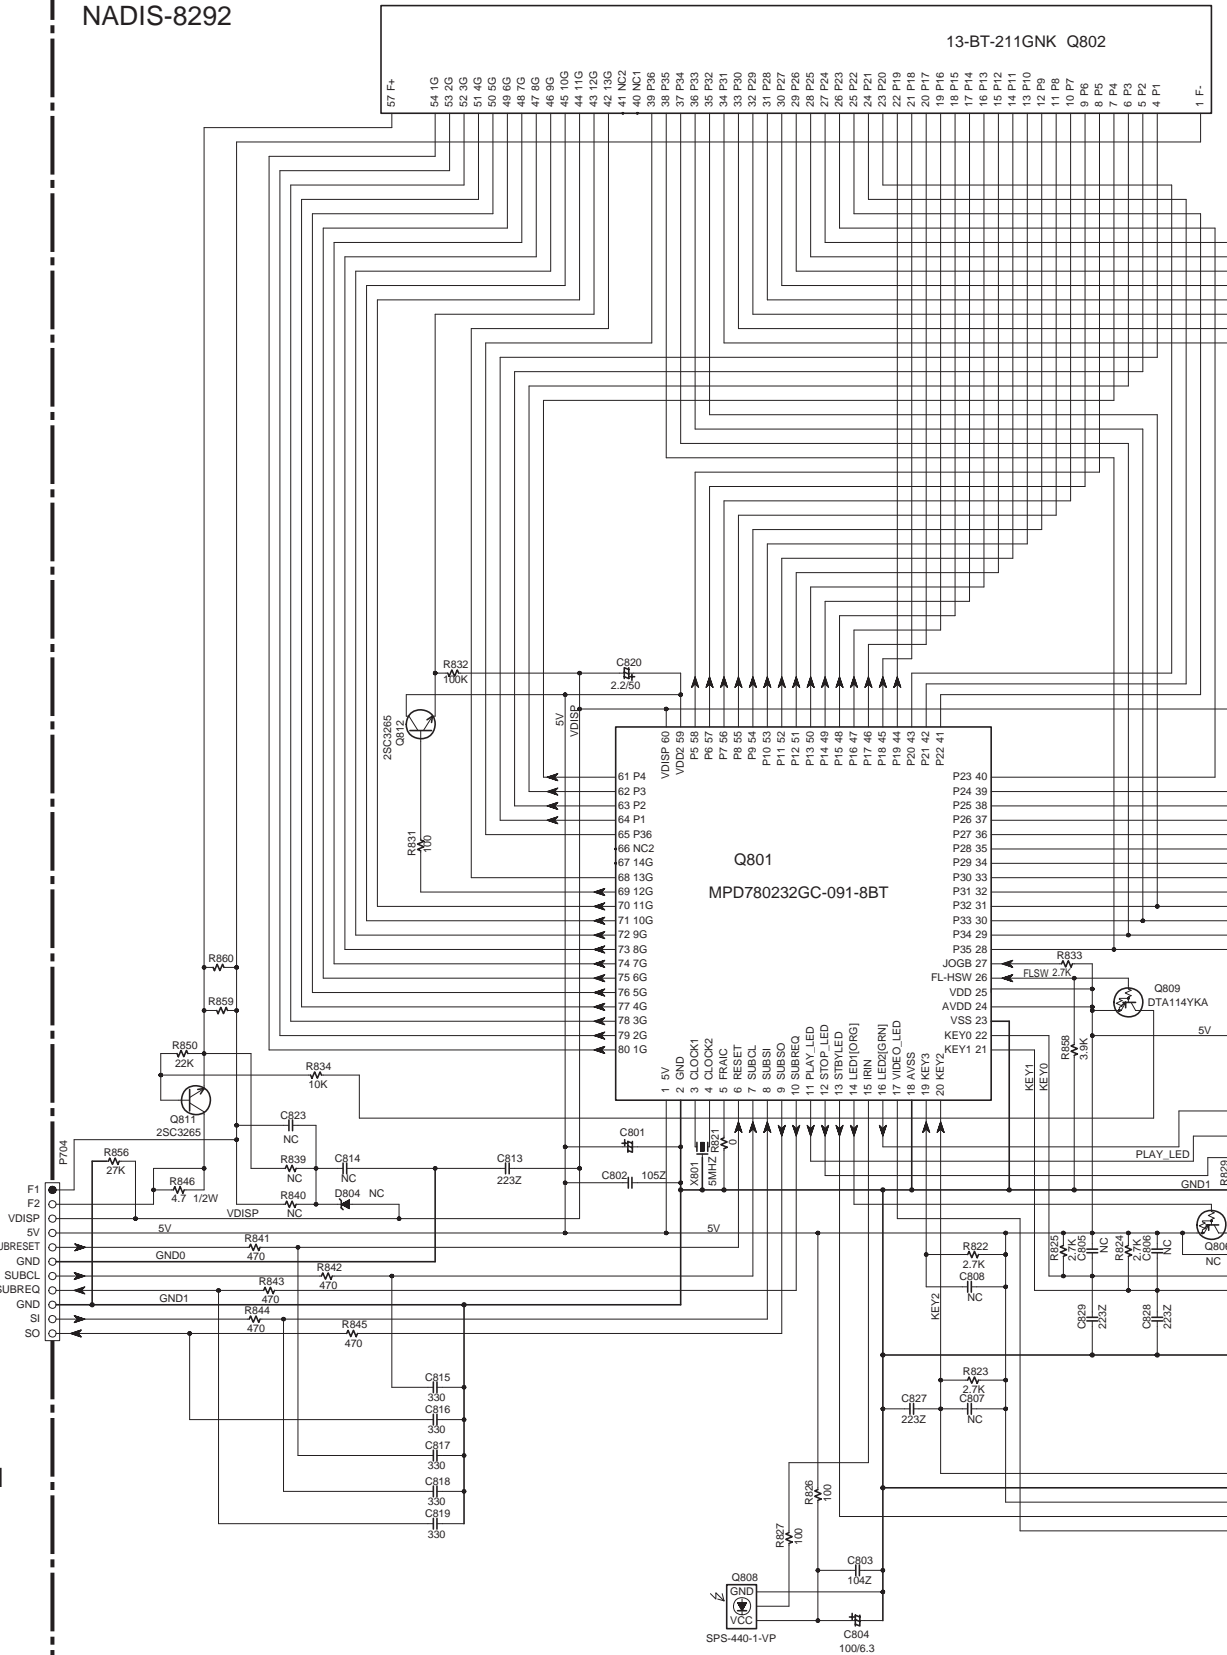 NADIS-8292
13-BT-211GNK Q802
57 F+
54 1G
53 2G
52 3G
51 4G
50 5G
49 6G
48 7G
47 8G
46 9G
45 10G
44 11G
43 12G
42 13G
41 NC2
40 NC1
39 P36
38 P35
37 P34
36 P33
35 P32
34 P31
33 P30
32 P29
31 P28
30 P27
29 P26
28 P25
27 P24
26 P23
25 P22
24 P21
23 P20
22 P19
21 P18
20 P17
19 P16
18 P15
17 P14
16 P13
15 P12
14 P11
13 P10
12 P9
11 P8
10 P7
9 P6
8 P5
7 P4
6 P3
5 P2
4 P1
1 F-
R832
100K
C820
2.2/50
2SC3265
Q812
5V
VDISP
R831
100
VDISP 60
VDD2 59
P5 58
P6 57
P7 56
P8 55
P9 54
P10 53
P11 52
P12 51
P13 50
P14 49
P15 48
P16 47
P17 46
P18 45
P19 44
P20 43
P21 42
P22 41
61 P4
62 P3
63 P2
64 P1
65 P36
66 NC2
67 14G
68 13G
69 12G
70 11G
71 10G
72 9G
73 8G
74 7G
75 6G
76 5G
77 4G
78 3G
79 2G
80 1G
Q801
MPD780232GC-091-8BT
P23 40
P24 39
P25 38
P26 37
P27 36
P28 35
P29 34
P30 33
P31 32
P32 31
P33 30
P34 29
P35 28
JOGB 27
FL-HSW 26
VDD 25
AVDD 24
VSS 23
KEY0 22
KEY1 21
1 5V
2 GND
3 CLOCK1
4 CLOCK2
5 FRAIC
6 RESET
7 SUBCL
8 SUBSI
9 SUBSO
10 SUBREQ
11 PLAY_LED
12 STOP_LED
13 STBYLED
14 LED1[ORG]
15 IRIN
16 LED2[GRN]
17 VIDEO_LED
18 AVSS
19 KEY3
20 KEY2
R833
FLSW 2.7K
Q809
DTA114YKA
R858
3.9K
5V
KEY1
KEY0
R860
R859
R850
22K
R834
10K
Q811
2SC3265
C823
NC
P704
R856
27K
R839
NC
C814
NC
C813
223Z
R846
4.7 1/2W
R840
NC
D804 NC
VDISP
C801
C802 105Z
X801
5MHZ
R821
0
PLAY_LED
R829
GND1
F1
F2
VDISP
5V
UBRESET
GND
SUBCL
SUBREQ
GND
SI
SO
5V
R841
470
GND0
R842
470
R843
470
GND1
R844
470
R845
470
5V
R822
2.7K
C808
NC
KEY2
R825
2.7K
C805
NC
R824
2.7K
C806
NC
Q806
NC
C829
223Z
C828
223Z
R823
2.7K
C827
223Z
C807
NC
C815
330
C816
330
C817
330
C818
330
C819
330
R826
100
R827
100
C803
104Z
Q808
GND
VCC
SPS-440-1-VP
C804
100/6.3